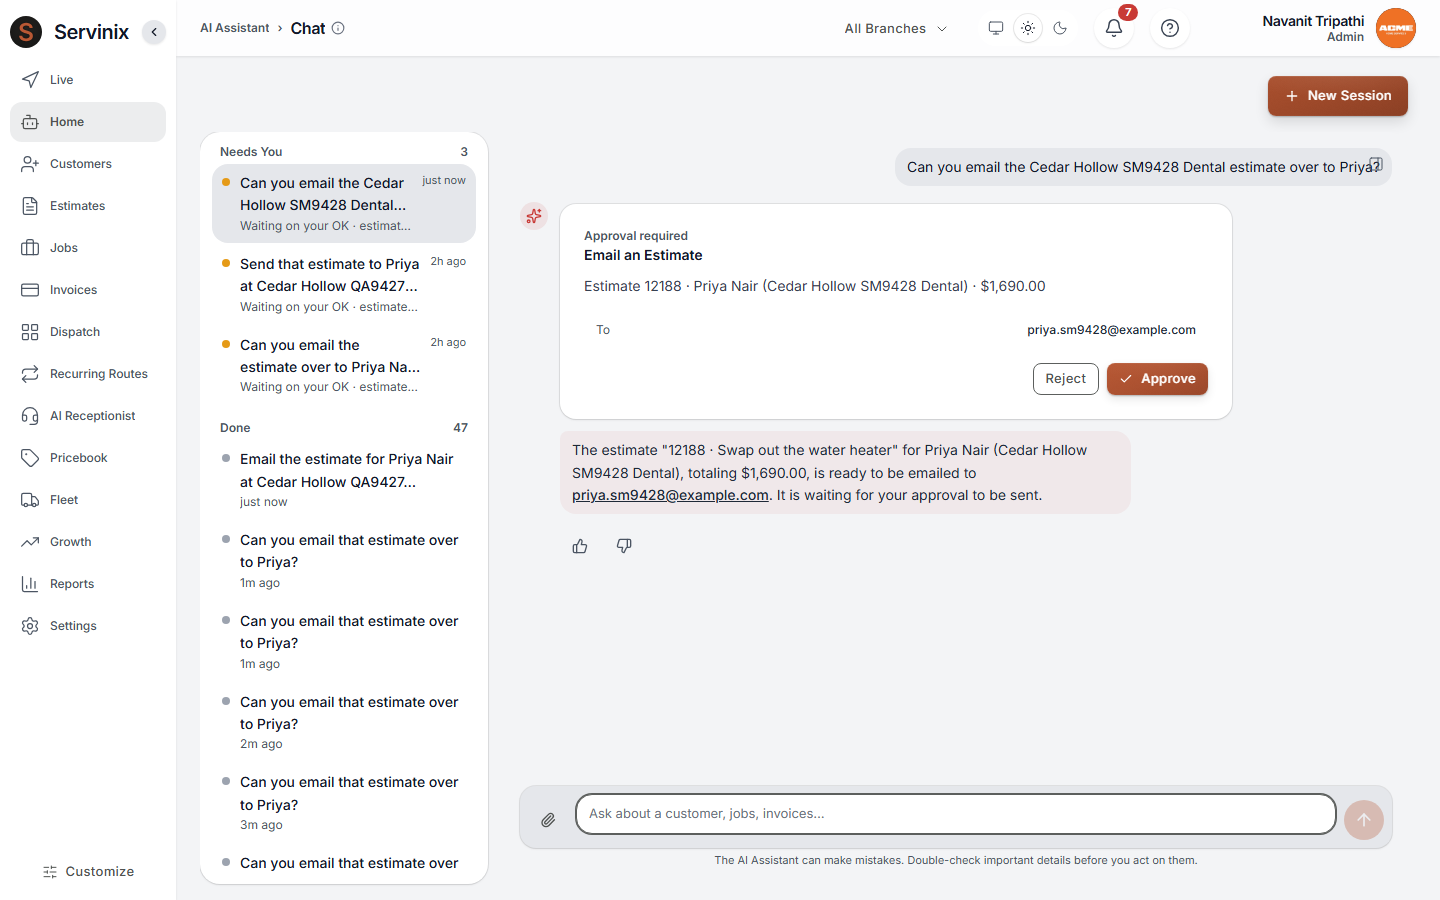 Servinix
AI Assistant › Chat
All Branches
7
Navanit Tripathi
Admin
ACME
Live
Home
Customers
Estimates
Jobs
Invoices
Dispatch
Recurring Routes
AI Receptionist
Pricebook
Fleet
Growth
Reports
Settings
Customize
+ New Session
Needs You 3
Can you email the Cedar just now
Hollow SM9428 Dental...
Waiting on your OK · estimat...
Send that estimate to Priya 2h ago
at Cedar Hollow QA9427...
Waiting on your OK · estimate...
Can you email the 2h ago
estimate over to Priya Na...
Waiting on your OK · estimate...
Done 47
Email the estimate for Priya Nair
at Cedar Hollow QA9427...
just now
Can you email that estimate over
to Priya?
1m ago
Can you email that estimate over
to Priya?
1m ago
Can you email that estimate over
to Priya?
2m ago
Can you email that estimate over
to Priya?
3m ago
Can you email that estimate over
Can you email the Cedar Hollow SM9428 Dental estimate over to Priya?
Approval required
Email an Estimate
Estimate 12188 · Priya Nair (Cedar Hollow SM9428 Dental) · $1,690.00
To priya.sm9428@example.com
Reject Approve
The estimate "12188 · Swap out the water heater" for Priya Nair (Cedar Hollow
SM9428 Dental), totaling $1,690.00, is ready to be emailed to
priya.sm9428@example.com. It is waiting for your approval to be sent.
Ask about a customer, jobs, invoices...
The AI Assistant can make mistakes. Double-check important details before you act on them.